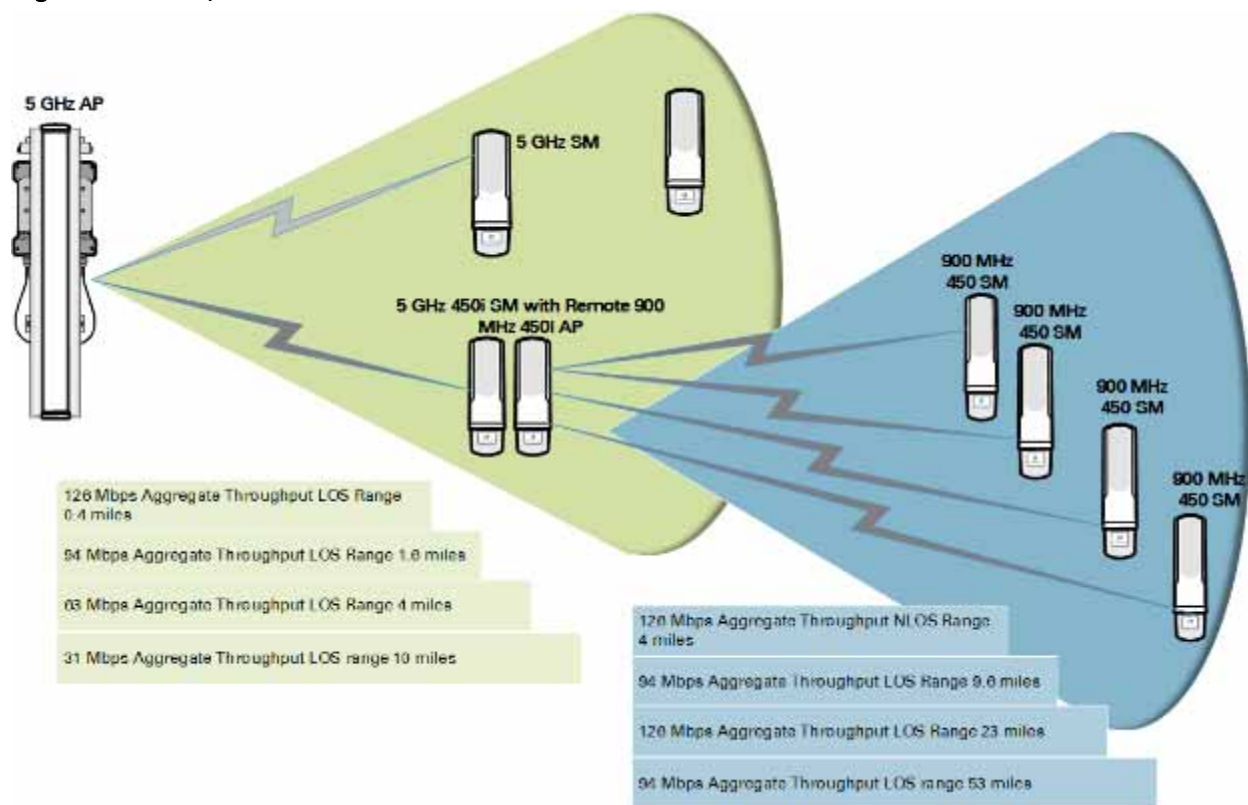 5 GHz AP
5 GHz SM
5 GHz 450i SM with Remote 900
MHz 450i AP
900 MHz
450 SM
900 MHz
450 SM
900 MHz
450 SM
900 MHz
450 SM
126 Mbps Aggregate Throughput LOS Range
0.4 miles
94 Mbps Aggregate Throughput LOS Range 1.6 miles
63 Mbps Aggregate Throughput LOS Range 4 miles
31 Mbps Aggregate Throughput LOS range 10 miles
126 Mbps Aggregate Throughput NLOS Range
4 miles
94 Mbps Aggregate Throughput LOS Range 9.6 miles
126 Mbps Aggregate Throughput LOS Range 23 miles
94 Mbps Aggregate Throughput LOS range 53 miles